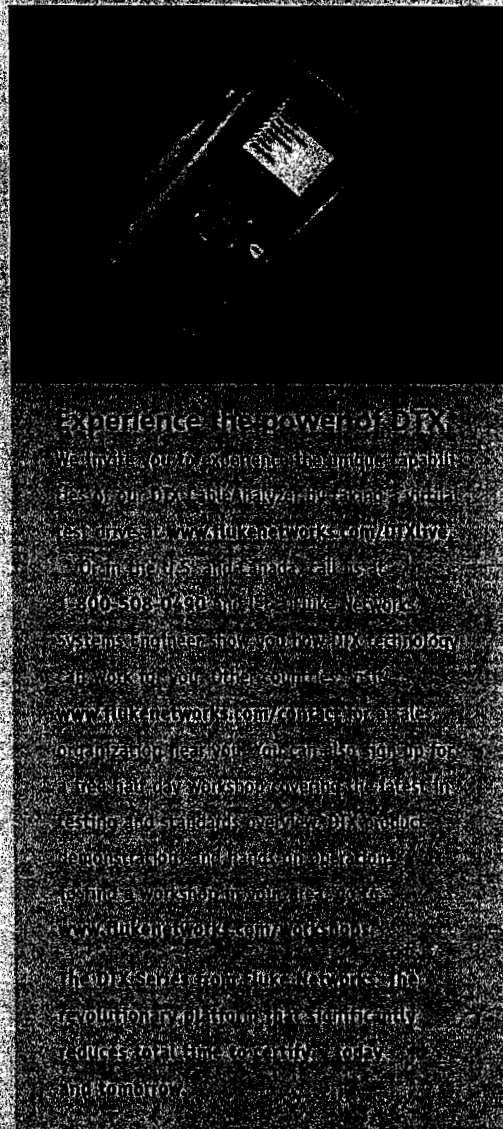 Experience the power of DTX.
We invite you to experience the unique capabili-
ties of our DTX CableAnalyzer by taking a virtual
test drive at www.flukenetworks.com/DTXlive.
Or in the U.S. and Canada, call us at
1-800-508-0490 and let a Fluke Networks
Systems Engineer show you how DTX technology
can work for you. Other countries visit
www.flukenetworks.com/contact for a sales
organization near you. You can also sign up for
a free half day workshop covering the latest in
testing and standards overview, DTX product
demonstration, and hands on operation.
To find a workshop in your area go to
www.flukenetworks.com/workshops.
The DTX Series from Fluke Networks. The
revolutionary platform that significantly
reduces total time to certify... today
and tomorrow.